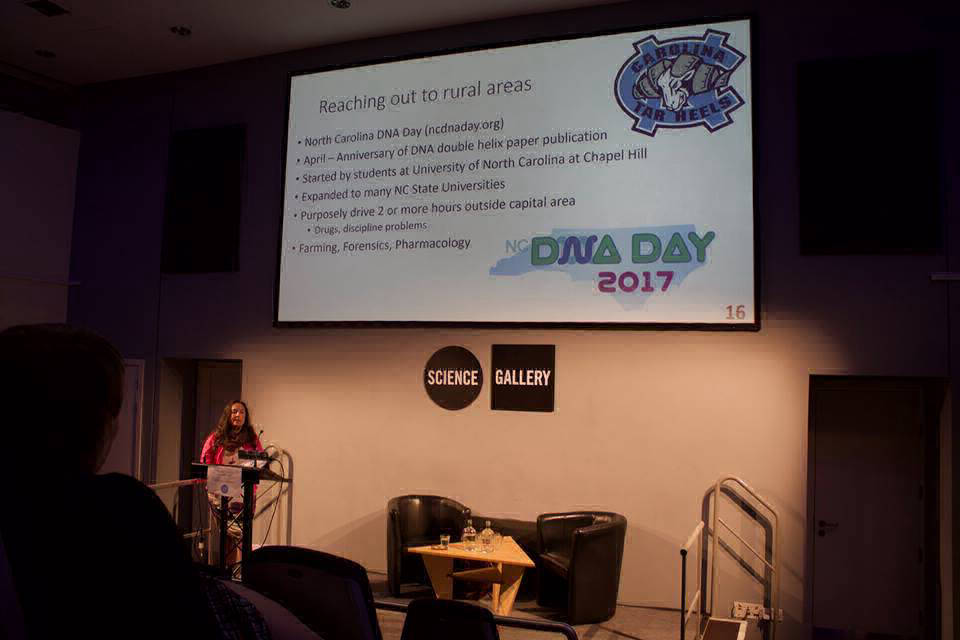 CAROLINA
TAR HEELS
Reaching out to rural areas
• North Carolina DNA Day (ncdnaday.org)
• April – Anniversary of DNA double helix paper publication
• Started by students at University of North Carolina at Chapel Hill
• Expanded to many NC State Universities
• Purposely drive 2 or more hours outside capital area
• Drugs, discipline problems
• Farming, Forensics, Pharmacology
NC DNA DAY
2017
16
SCIENCE GALLERY